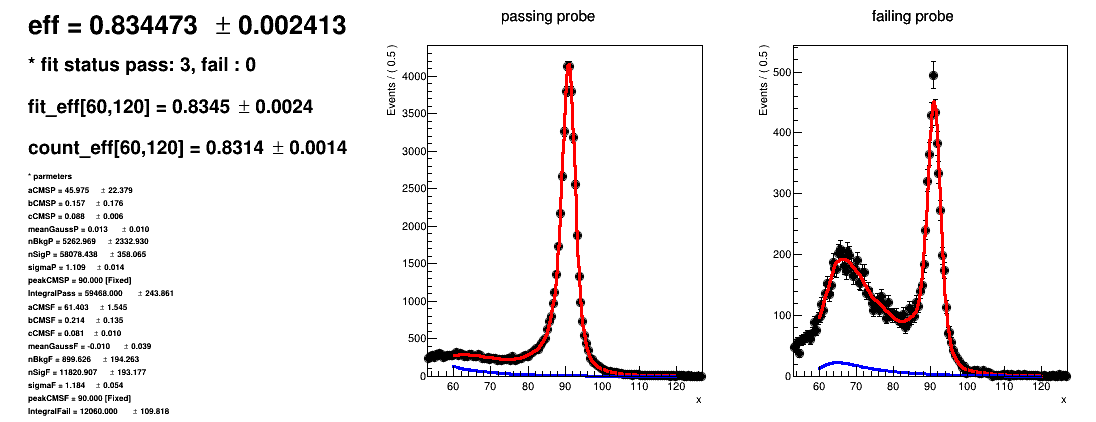 eff = 0.834473 ± 0.002413
* fit status pass: 3, fail : 0
fit_eff[60,120] = 0.8345 ± 0.0024
count_eff[60,120] = 0.8314 ± 0.0014
* parmeters
aCMSP = 45.975 ± 22.379
bCMSP = 0.157 ± 0.176
cCMSP = 0.088 ± 0.006
meanGaussP = 0.013 ± 0.010
nBkgP = 5262.969 ± 2332.930
nSigP = 58078.438 ± 358.065
sigmaP = 1.109 ± 0.014
peakCMSP = 90.000 [Fixed]
IntegralPass = 59468.000 ± 243.861
aCMSF = 61.403 ± 1.545
bCMSF = 0.214 ± 0.135
cCMSF = 0.081 ± 0.010
meanGaussF = -0.010 ± 0.039
nBkgF = 899.626 ± 194.263
nSigF = 11820.907 ± 193.177
sigmaF = 1.184 ± 0.054
peakCMSF = 90.000 [Fixed]
IntegralFail = 12060.000 ± 109.818
passing probe
Events / ( 0.5 )
4000
3500
3000
2500
2000
1500
1000
500
0
60 70 80 90 100 110 120
x
failing probe
Events / ( 0.5 )
500
400
300
200
100
0
60 70 80 90 100 110 120
x